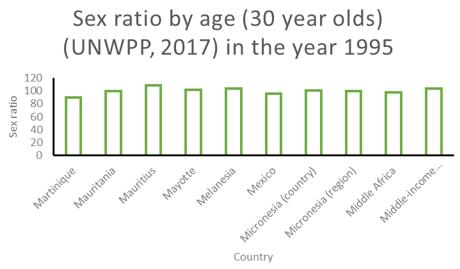 Sex ratio by age (30 year olds)
(UNWPP, 2017) in the year 1995
Sex ratio
120
100
80
60
40
20
0
Martinique
Mauritania
Mauritius
Mayotte
Melanesia
Mexico
Micronesia (country)
Micronesia (region)
Middle Africa
Middle-income...
Country